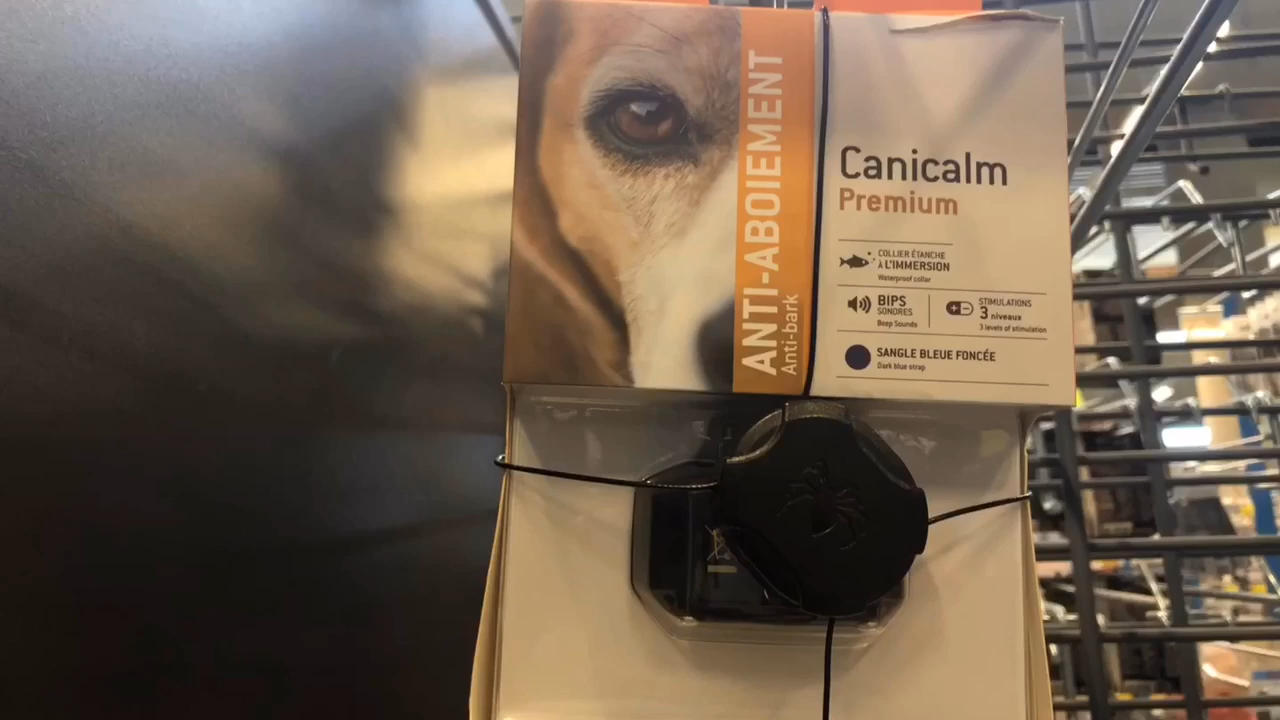 ANTI-ABOIEMENT
Anti-bark
Canicalm
Premium
COLLIER ÉTANCHE
À L'IMMERSION
Waterproof collar
BIPS
SONORES
Beep Sounds
STIMULATIONS
3 niveaux
3 levels of stimulation
SANGLE BLEUE FONCÉE
Dark blue strap